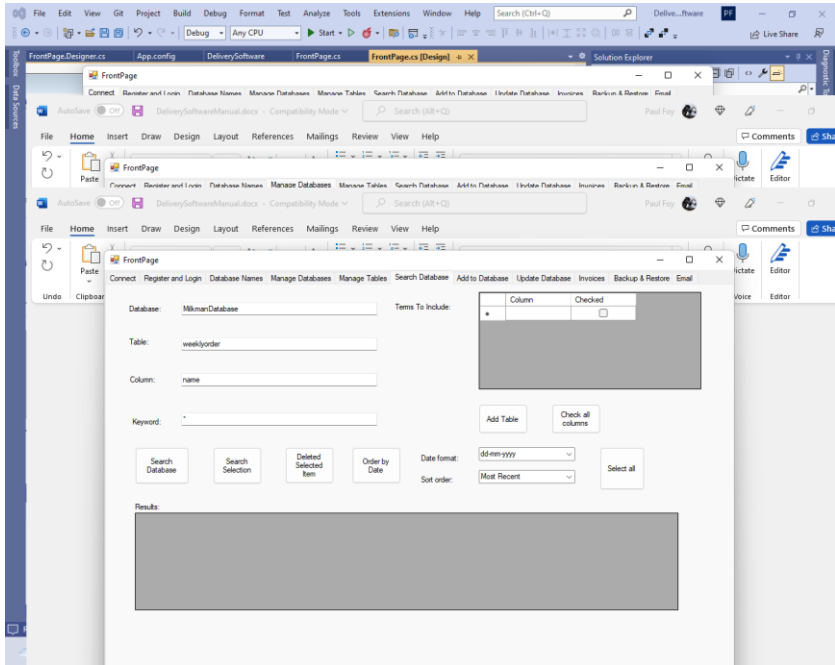 File Edit View Git Project Build Debug Format Test Analyze Tools Extensions Window Help Search (Ctrl+Q) Delive...ftware PF
Debug Any CPU Start Live Share
FrontPage.Designer.cs App.config DeliverySoftware FrontPage.cs FrontPage.cs [Design] Solution Explorer
Toolbox
Data Sources
Diagnostic
FrontPage
Connect Register and Login Database Names Manage Databases Manage Tables Search Database Add to Database Update Database Invoices Backup & Restore Email
AutoSave Off DeliverySoftwareManual.docx - Compatibility Mode Search (Alt+Q) Paul Foy
File Home Insert Draw Design Layout References Mailings Review View Help Comments Sha
Paste
FrontPage
ictate Editor
Connect Register and Login Database Names Manage Databases Manage Tables Search Database Add to Database Update Database Invoices Backup & Restore Email
AutoSave Off DeliverySoftwareManual.docx - Compatibility Mode Search (Alt+Q) Paul Foy
File Home Insert Draw Design Layout References Mailings Review View Help Comments Sha
Paste
FrontPage
ictate Editor
Connect Register and Login Database Names Manage Databases Manage Tables Search Database Add to Database Update Database Invoices Backup & Restore Email
Undo Clipboar
Voice Editor
Database: MilkmanDatabase Terms To Include: Column Checked
Table: weeklyorder
Column: name
Keyword: *
Add Table Check all columns
Search Database Search Selection Deleted Selected Item Order by Date
Date format: dd-mm-yyyy
Sort order: Most Recent
Select all
Results: